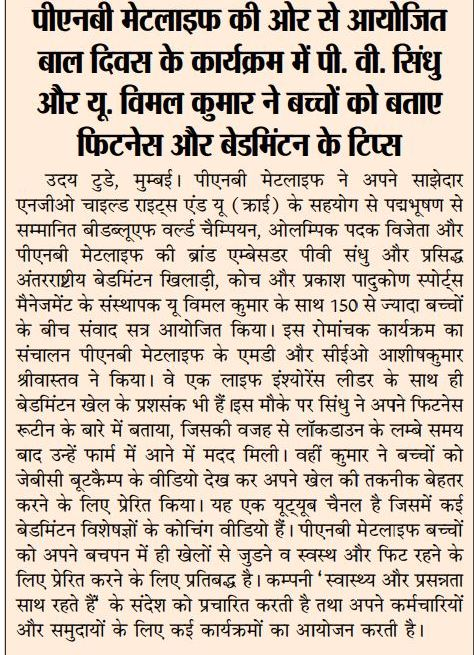 पीएनबी मेटलाइफ की ओर से आयोजित
बाल दिवस के कार्यक्रम में पी. वी. सिंधु
और यू. विमल कुमार ने बच्चों को बताए
फिटनेस और बेडमिंटन के टिप्स
उदय टुडे, मुम्बई। पीएनबी मेटलाइफ ने अपने साझेदार
एनजीओ चाइल्ड राइट्स एंड यू (क्राई) के सहयोग से पद्मभूषण से
सम्मानित बीडब्लूएफ वर्ल्ड चैम्पियन, ओलम्पिक पदक विजेता और
पीएनबी मेटलाइफ की ब्रांड एम्बेसडर पीवी संधु और प्रसिद्ध
अंतरराष्ट्रीय बेडमिंटन खिलाड़ी, कोच और प्रकाश पादुकोण स्पोर्ट्स
मैनेजमेंट के संस्थापक यू विमल कुमार के साथ 150 से ज्यादा बच्चों
के बीच संवाद सत्र आयोजित किया। इस रोमांचक कार्यक्रम का
संचालन पीएनबी मेटलाइफ के एमडी और सीईओ आशीषकुमार
श्रीवास्तव ने किया। वे एक लाइफ इंश्योरेंस लीडर के साथ ही
बेडमिंटन खेल के प्रशसंक भी हैं।इस मौके पर सिंधु ने अपने फिटनेस
रूटीन के बारे में बताया, जिसकी वजह से लॉकडाउन के लम्बे समय
बाद उन्हें फार्म में आने में मदद मिली। वहीं कुमार ने बच्चों को
जेबीसी बूटकैम्प के वीडियो देख कर अपने खेल की तकनीक बेहतर
करने के लिए प्रेरित किया। यह एक यूट्यूब चैनल है जिसमें कई
बेडमिंटन विशेषज्ञों के कोचिंग वीडियो हैं। पीएनबी मेटलाइफ बच्चों
को अपने बचपन में ही खेलों से जुडने व स्वस्थ और फिट रहने के
लिए प्रेरित करने के लिए प्रतिबद्ध है। कम्पनी 'स्वास्थ्य और प्रसन्नता
साथ रहते हैं' के संदेश को प्रचारित करती है तथा अपने कर्मचारियों
और समुदायों के लिए कई कार्यक्रमों का आयोजन करती है।